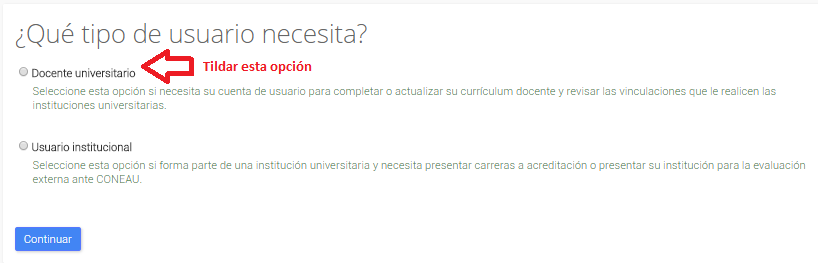 ¿Qué tipo de usuario necesita?
Docente universitario
Tildar esta opción
Seleccione esta opción si necesita su cuenta de usuario para completar o actualizar su currículum docente y revisar las vinculaciones que le realicen las
instituciones universitarias.
Usuario institucional
Seleccione esta opción si forma parte de una institución universitaria y necesita presentar carreras a acreditación o presentar su institución para la evaluación
externa ante CONEAU.
Continuar